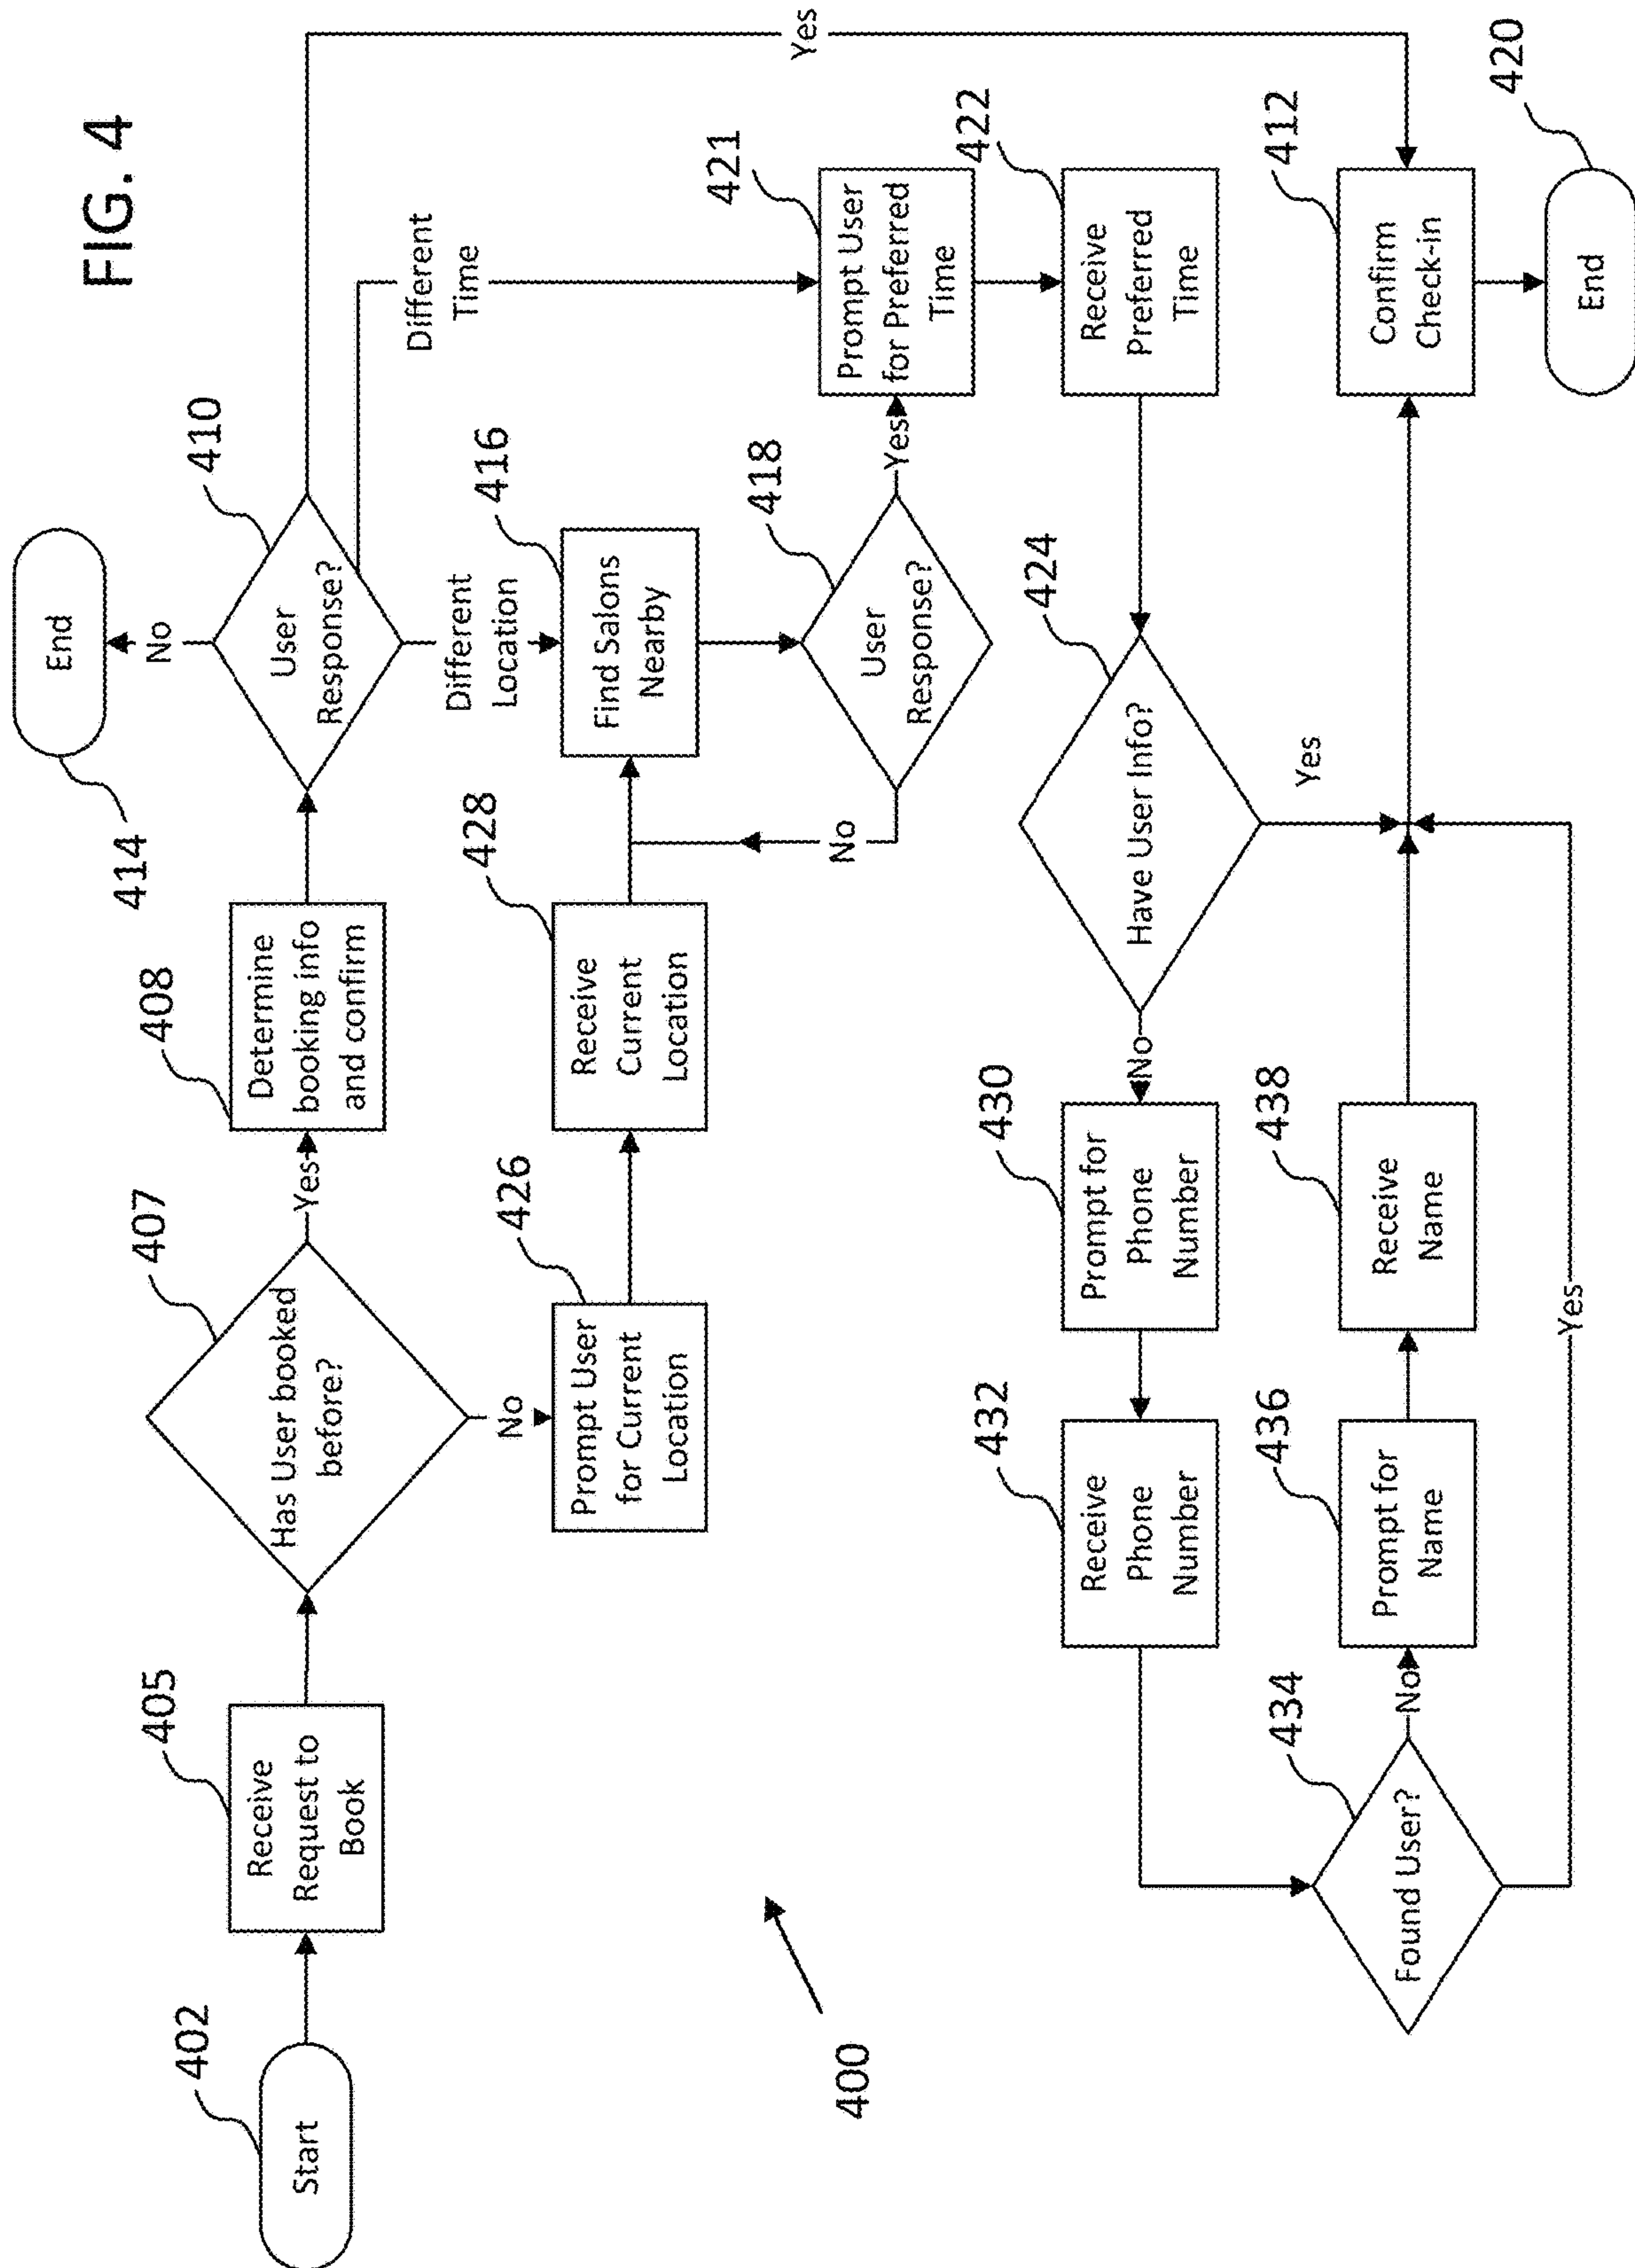 FIG. 4
402
Start
405
Receive
Request to
Book
407
Has User booked
before?
Yes
No
408
Determine
booking info
and confirm
410
User
Response?
No
414
End
Yes
Different
Time
Different
Location
426
Prompt User
for Current
Location
428
Receive
Current
Location
416
Find Salons
Nearby
418
User
Response?
No
Yes
421
Prompt User
for Preferred
Time
422
Receive
Preferred
Time
424
Have User Info?
No
Yes
430
Prompt for
Phone
Number
432
Receive
Phone
Number
434
Found User?
No
Yes
436
Prompt for
Name
438
Receive
Name
412
Confirm
Check-in
420
End
400